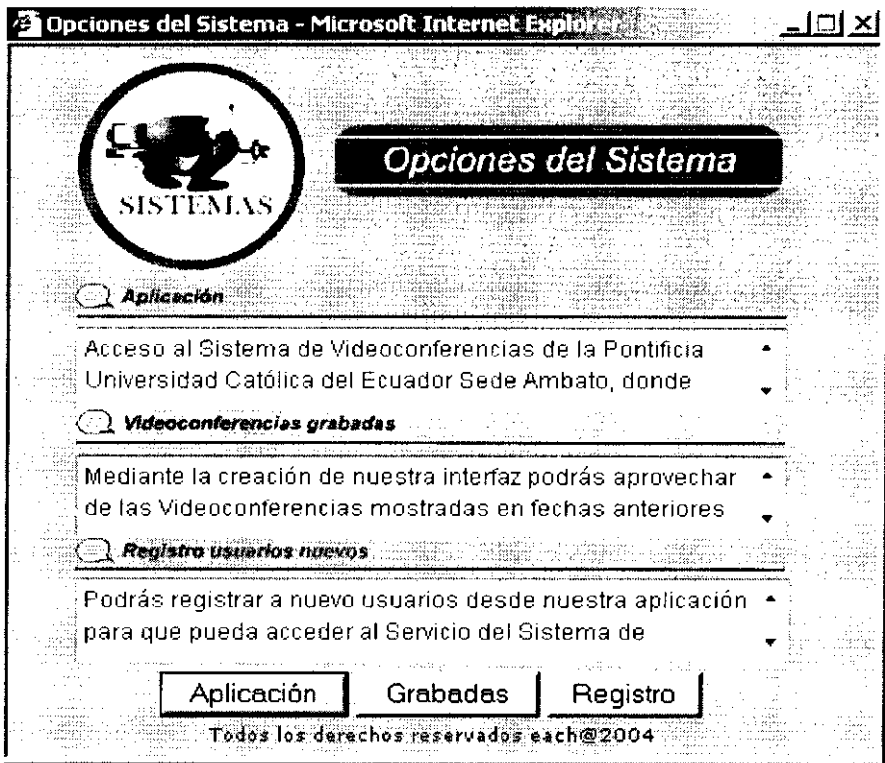 Opciones del Sistema - Microsoft Internet Explorer
SISTEMAS
Opciones del Sistema
Aplicación
Acceso al Sistema de Videoconferencias de la Pontificia
Universidad Católica del Ecuador Sede Ambato, donde
Videoconferencias grabadas
Mediante la creación de nuestra interfaz podrás aprovechar
de las Videoconferencias mostradas en fechas anteriores
Registro usuarios nuevos
Podrás registrar a nuevo usuarios desde nuestra aplicación
para que pueda acceder al Servicio del Sistema de
Aplicación Grabadas Registro
Todos los derechos reservados each@2004